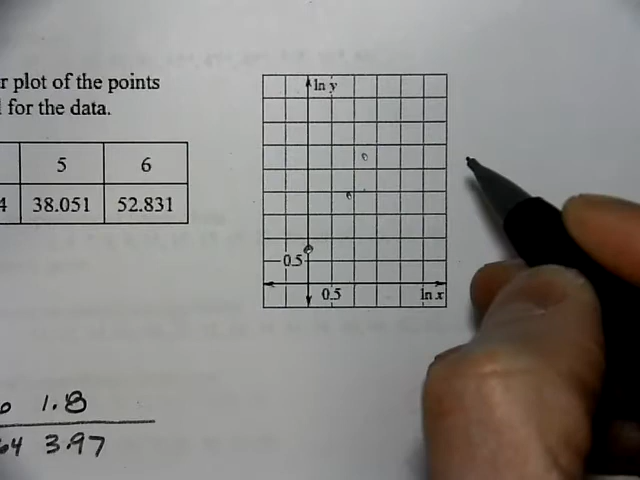 r plot of the points
l for the data.
5 6
4 38.051 52.831
ln y
0.5
0.5 ln x
1.8
64 3.97